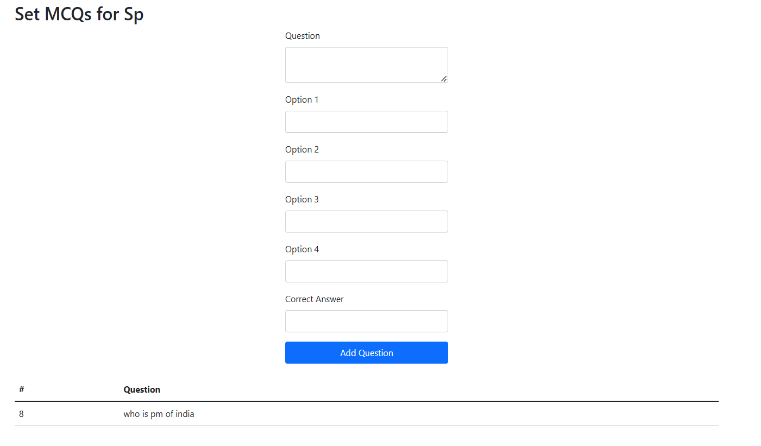 Set MCQs for Sp
Question
Option 1
Option 2
Option 3
Option 4
Correct Answer
Add Question
# Question
8 who is pm of india